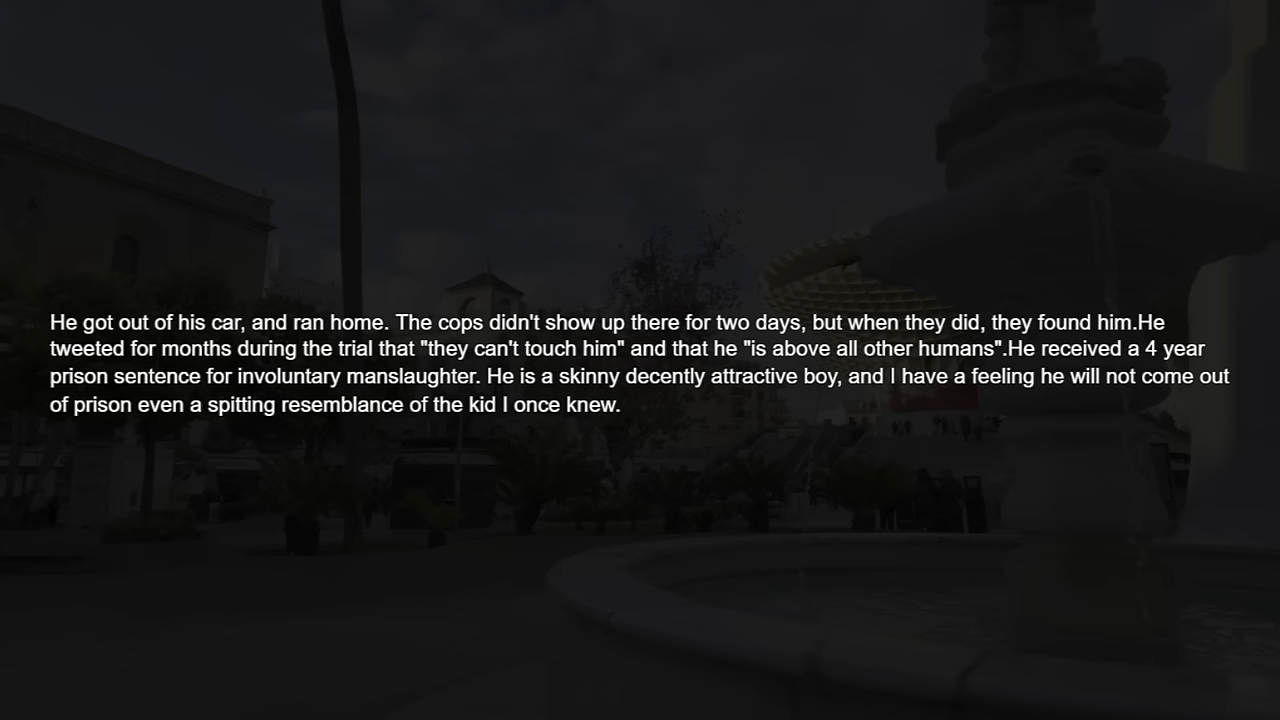 He got out of his car, and ran home. The cops didn't show up there for two days, but when they did, they found him.He
tweeted for months during the trial that "they can't touch him" and that he "is above all other humans".He received a 4 year
prison sentence for involuntary manslaughter. He is a skinny decently attractive boy, and I have a feeling he will not come out
of prison even a spitting resemblance of the kid I once knew.